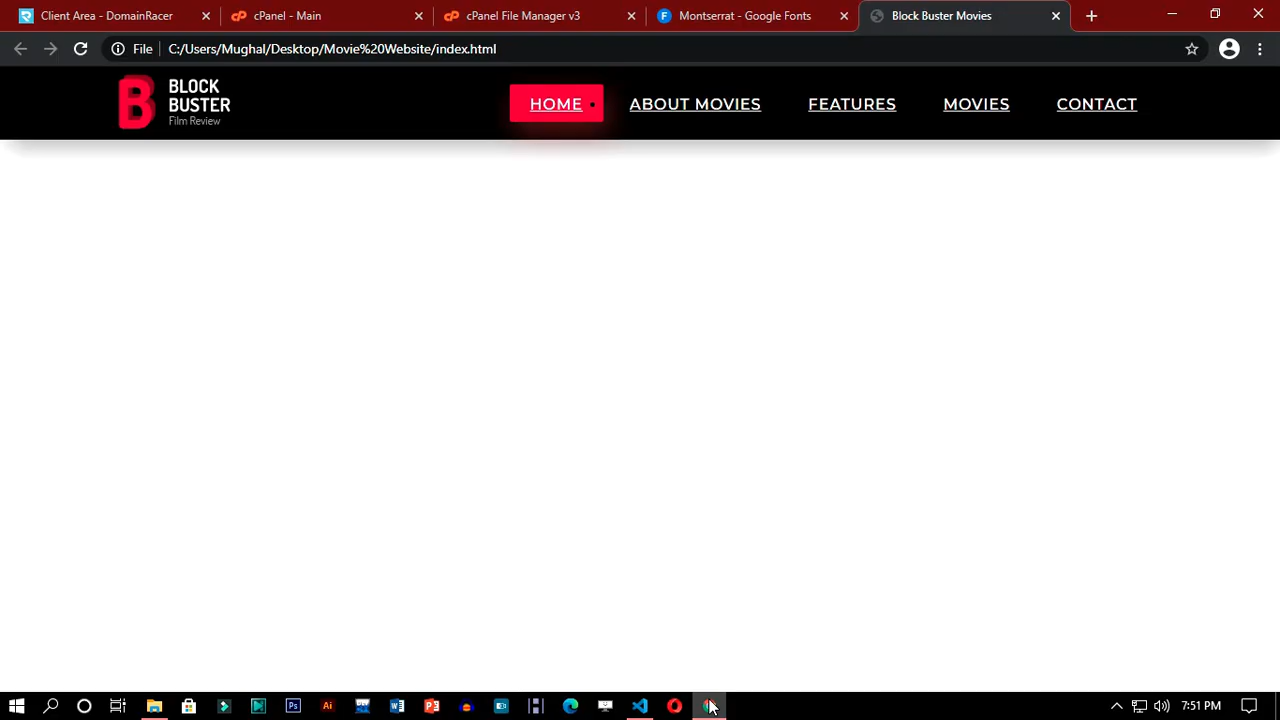 Client Area - DomainRacer
cPanel - Main
cPanel File Manager v3
Montserrat - Google Fonts
Block Buster Movies
File
C:/Users/Mughal/Desktop/Movie%20Website/index.html
B
BLOCK
BUSTER
Film Review
HOME
ABOUT MOVIES
FEATURES
MOVIES
CONTACT
7:51 PM